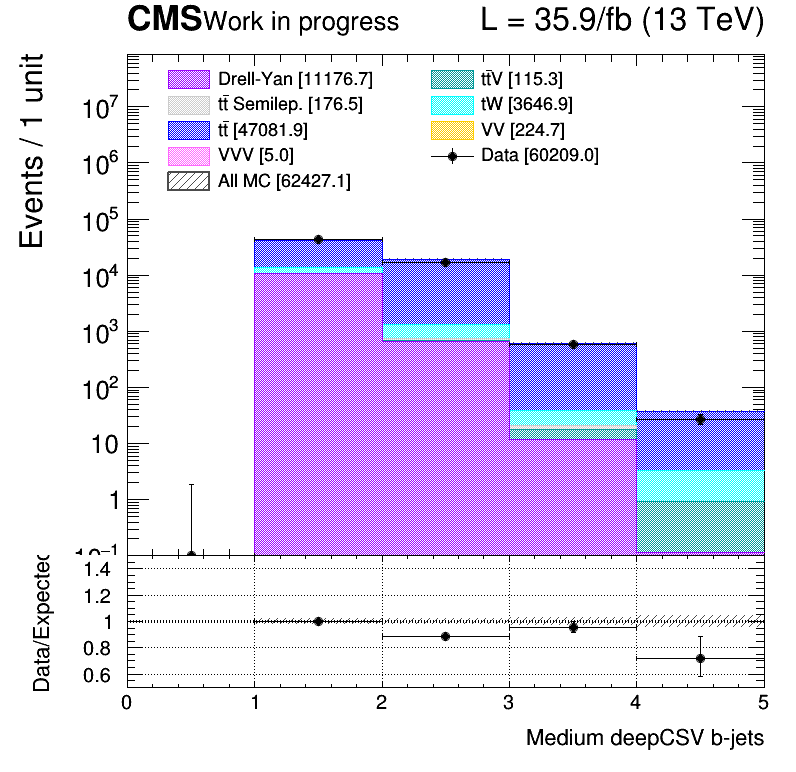 CMS Work in progress L = 35.9/fb (13 TeV)
Events / 1 unit
Drell-Yan [11176.7]
tt̄ Semilep. [176.5]
tt̄ [47081.9]
VVV [5.0]
All MC [62427.1]
tt̄V [115.3]
tW [3646.9]
VV [224.7]
Data [60209.0]
10⁷
10⁶
10⁵
10⁴
10³
10²
10
1
10⁻¹
Data/Expected
1.4
1.2
1
0.8
0.6
0 1 2 3 4 5
Medium deepCSV b-jets